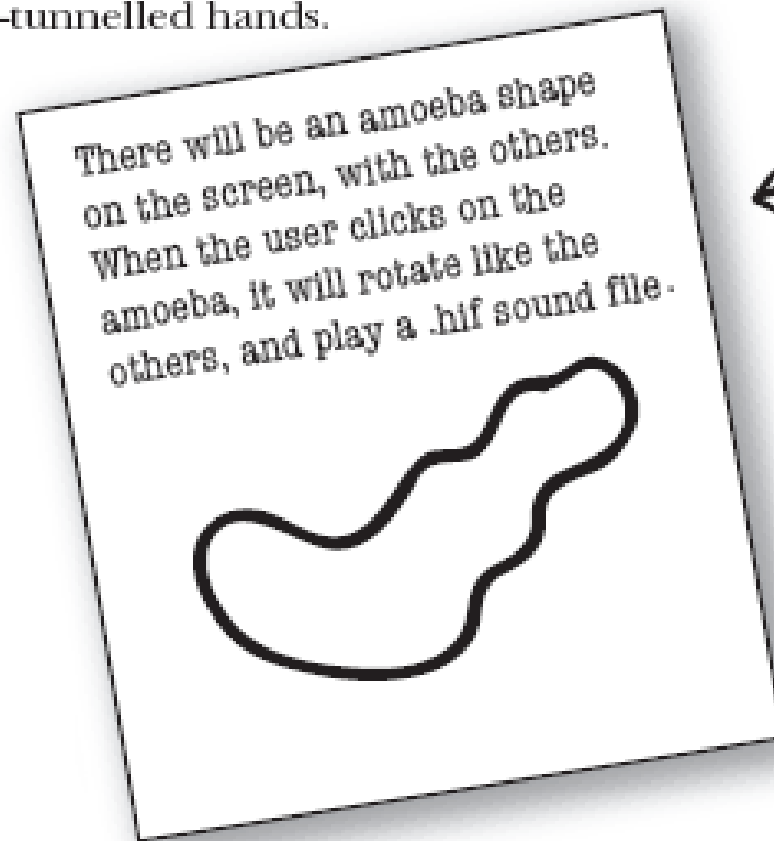 -tunnelled hands.
There will be an amoeba shape
on the screen, with the others.
When the user clicks on the
amoeba, it will rotate like the
others, and play a .hif sound file.